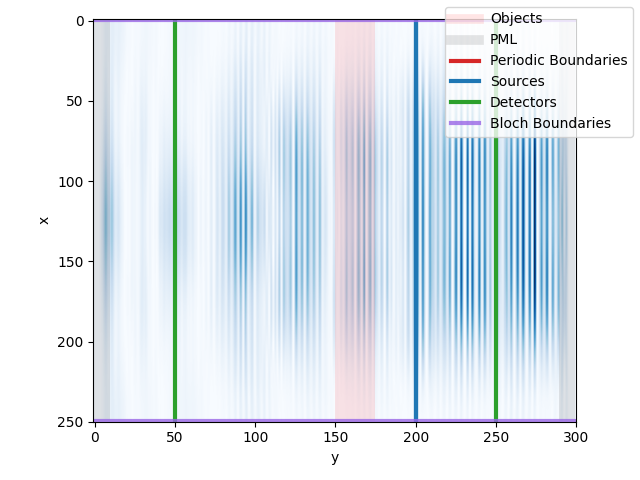 Objects
PML
Periodic Boundaries
Sources
Detectors
Bloch Boundaries
x
0
50
100
150
200
250
0
50
100
150
200
250
300
y